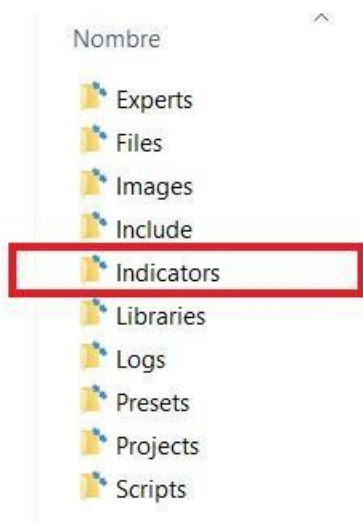 Nombre
Experts
Files
Images
Include
Indicators
Libraries
Logs
Presets
Projects
Scripts